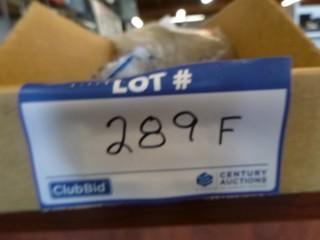 LOT #
289 F
ClubBid
CENTURY
AUCTIONS